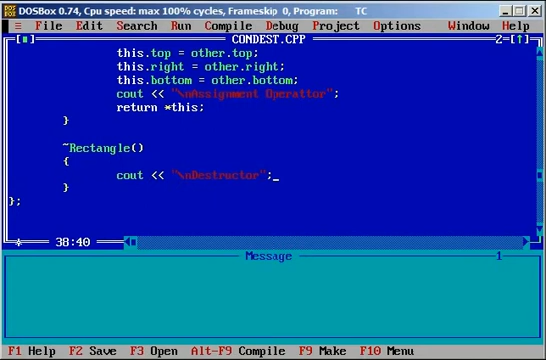 DOSBox 0.74, Cpu speed: max 100% cycles, Frameskip 0, Program: TC
≡ File Edit Search Run Compile Debug Project Options Window Help
[■] CONDEST.CPP 2=[↑]
this.top = other.top;
this.right = other.right;
this.bottom = other.bottom;
cout << "\nAssignment Operattor";
return *this;
}
~Rectangle()
{
cout << "\nDestructor";
}
};
* 38:40
Message 1
F1 Help F2 Save F3 Open Alt-F9 Compile F9 Make F10 Menu